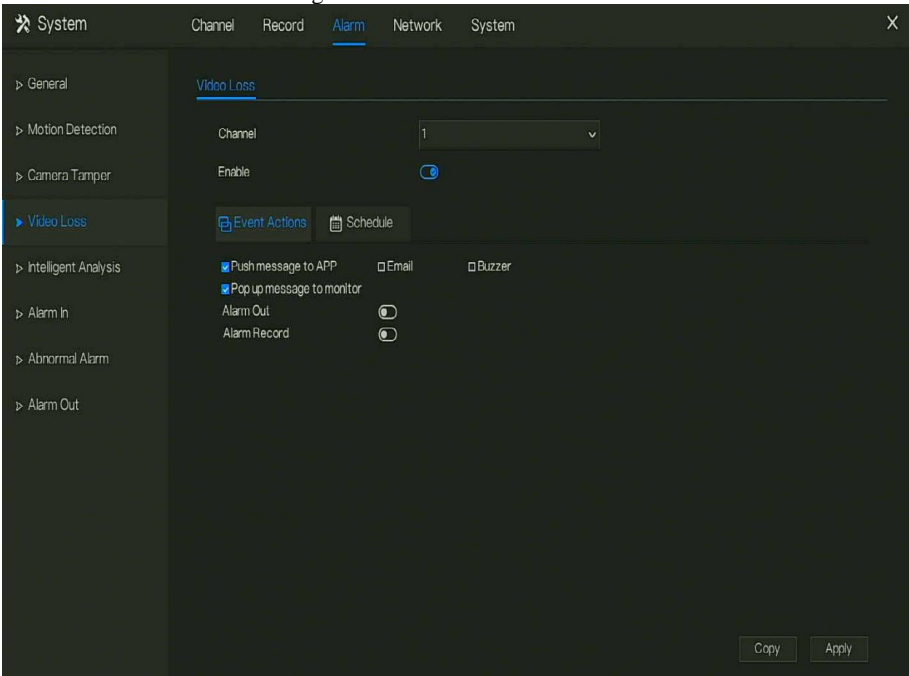 System
Channel Record Alarm Network System X
General
Motion Detection
Camera Tamper
Video Loss
Intelligent Analysis
Alarm In
Abnormal Alarm
Alarm Out
Video Loss
Channel 1
Enable
Event Actions Schedule
Push message to APP Email Buzzer
Pop up message to monitor
Alarm Out
Alarm Record
Copy Apply